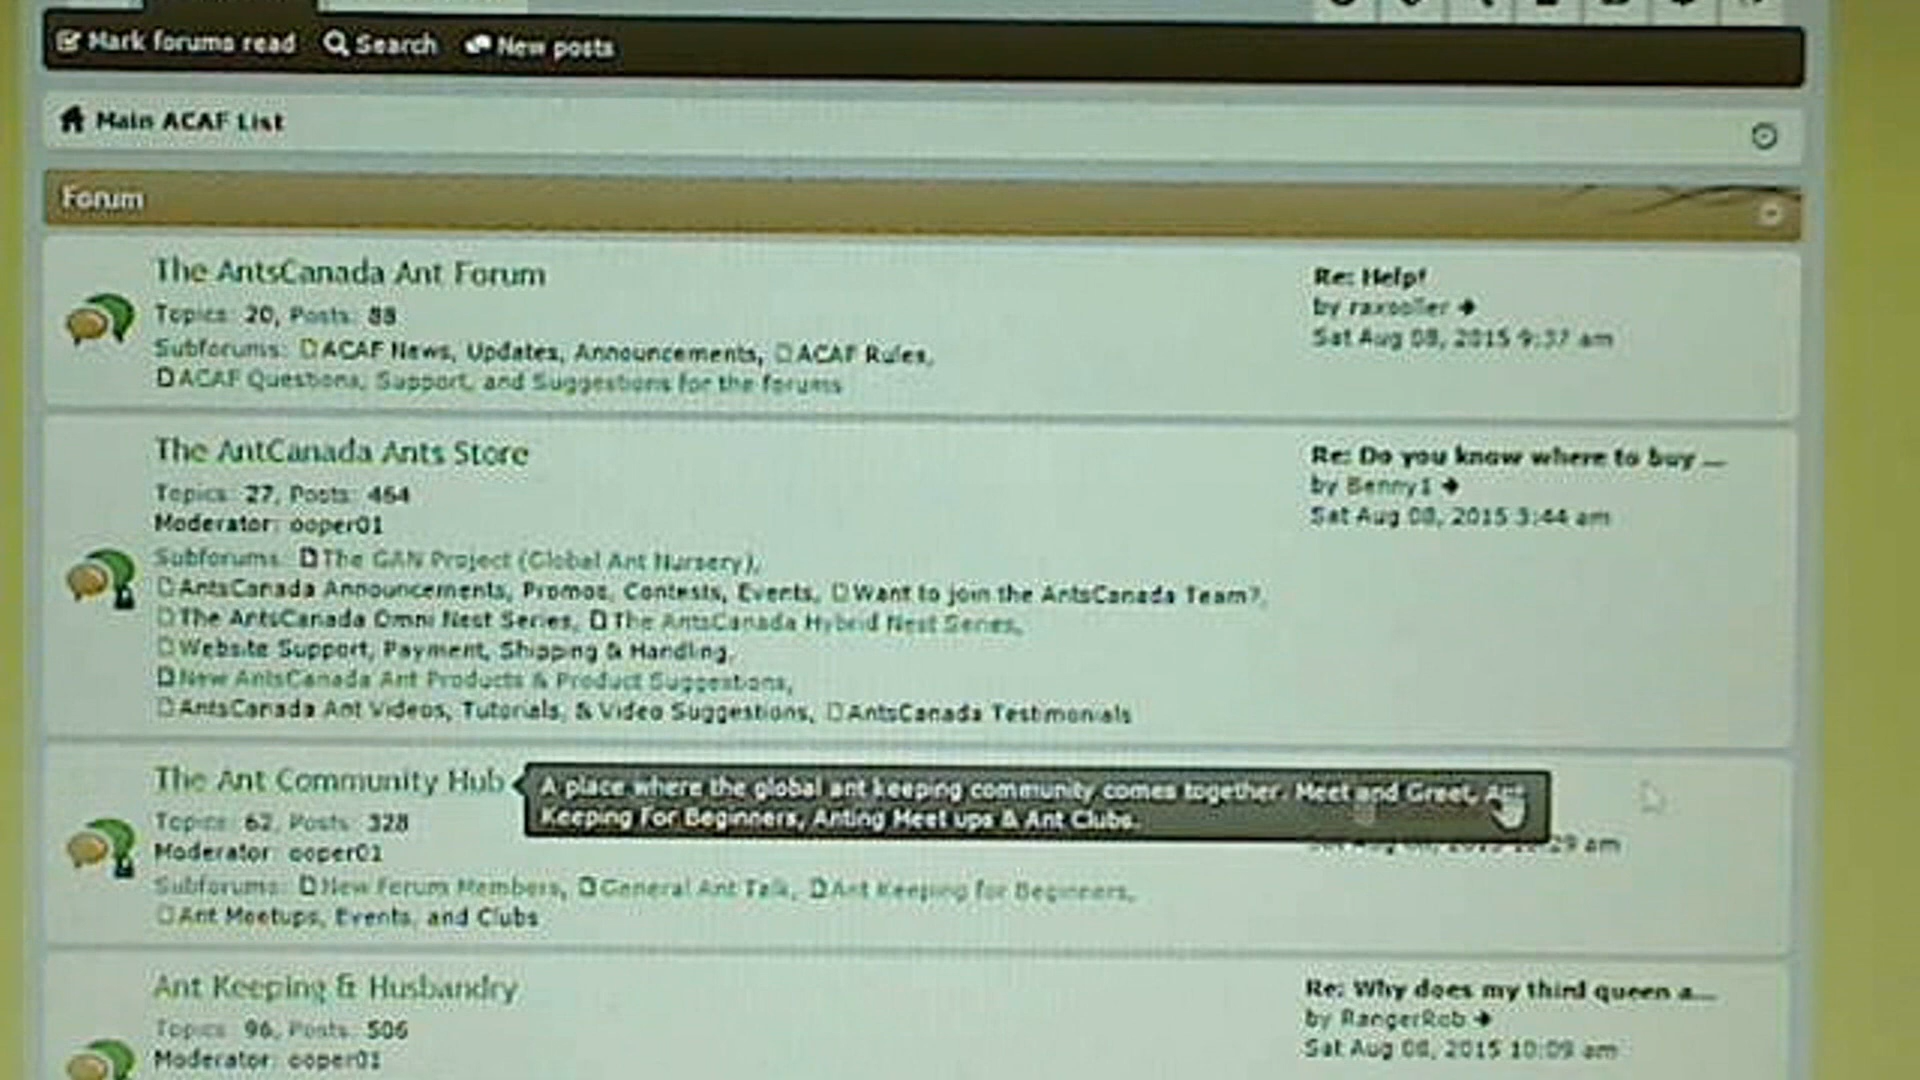 Mark forums read Search New posts
Main ACAF List
Forum
The AntsCanada Ant Forum
Topics: 20, Posts: 88
Subforums: ACAF News, Updates, Announcements, ACAF Rules,
ACAF Questions, Support, and Suggestions for the forums
Re: Help!
by
Sat Aug 08, 2015 9:37 am
The AntCanada Ants Store
Topics: 27, Posts: 464
Moderator: ooper01
Subforums: The GAN Project (Global Ant Nursery),
AntsCanada Announcements, Promos, Contests, Events, Want to join the AntsCanada Team?,
The AntsCanada Omni Nest Series, The AntsCanada Hybrid Nest Series,
Website Support, Payment, Shipping & Handling,
New AntsCanada Ant Products & Product Suggestions,
AntsCanada Ant Videos, Tutorials, & Video Suggestions, AntsCanada Testimonials
Re: Do you know where to buy ...
by Benny1
Sat Aug 08, 2015 3:44 am
The Ant Community Hub
A place where the global ant keeping community comes together. Meet and Greet, Ant
Keeping For Beginners, Anting Meet ups & Ant Clubs.
Topics: 62, Posts: 328
Moderator: ooper01
Subforums: New Forum Members, General Ant Talk, Ant Keeping for Beginners,
Ant Meetups, Events, and Clubs
:29 am
Ant Keeping & Husbandry
Topics: 96, Posts: 506
Moderator: ooper01
Re: Why does my third queen a...
by RangerRob
Sat Aug 08, 2015 10:09 am